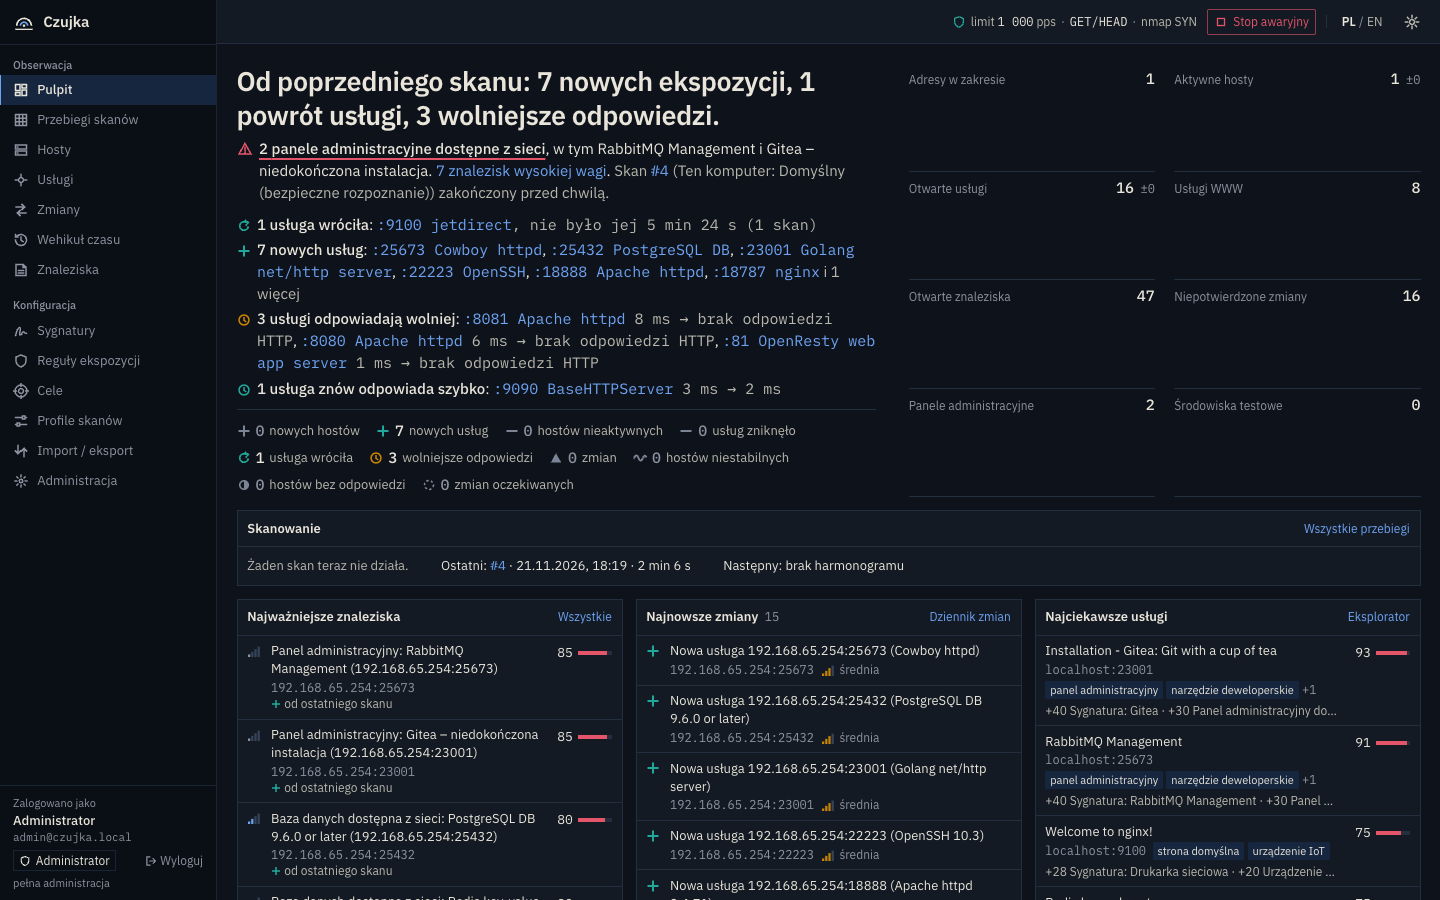 Czujka
limit 1 000 pps · GET/HEAD · nmap SYN
Stop awaryjny
PL / EN
Obserwacja
Pulpit
Przebiegi skanów
Hosty
Usługi
Zmiany
Wehikuł czasu
Znaleziska
Konfiguracja
Sygnatury
Reguły ekspozycji
Cele
Profile skanów
Import / eksport
Administracja
Zalogowano jako
Administrator
admin@czujka.local
Administrator
Wyloguj
pełna administracja
Od poprzedniego skanu: 7 nowych ekspozycji, 1
powrót usługi, 3 wolniejsze odpowiedzi.
2 panele administracyjne dostępne z sieci, w tym RabbitMQ Management i Gitea –
niedokończona instalacja. 7 znalezisk wysokiej wagi. Skan #4 (Ten komputer: Domyślny
(bezpieczne rozpoznanie)) zakończony przed chwilą.
1 usługa wróciła: :9100 jetdirect, nie było jej 5 min 24 s (1 skan)
7 nowych usług: :25673 Cowboy httpd, :25432 PostgreSQL DB, :23001 Golang
net/http server, :22223 OpenSSH, :18888 Apache httpd, :18787 nginx i 1
więcej
3 usługi odpowiadają wolniej: :8081 Apache httpd 8 ms → brak odpowiedzi
HTTP, :8080 Apache httpd 6 ms → brak odpowiedzi HTTP, :81 OpenResty web
app server 1 ms → brak odpowiedzi HTTP
1 usługa znów odpowiada szybko: :9090 BaseHTTPServer 3 ms → 2 ms
0 nowych hostów
7 nowych usług
0 hostów nieaktywnych
0 usług zniknęło
1 usługa wróciła
3 wolniejsze odpowiedzi
0 zmian
0 hostów niestabilnych
0 hostów bez odpowiedzi
0 zmian oczekiwanych
Adresy w zakresie 1
Aktywne hosty 1 ±0
Otwarte usługi 16 ±0
Usługi WWW 8
Otwarte znaleziska 47
Niepotwierdzone zmiany 16
Panele administracyjne 2
Środowiska testowe 0
Skanowanie
Wszystkie przebiegi
Żaden skan teraz nie działa.
Ostatni: #4 · 21.11.2026, 18:19 · 2 min 6 s
Następny: brak harmonogramu
Najważniejsze znaleziska
Wszystkie
Panel administracyjny: RabbitMQ
Management (192.168.65.254:25673)
85
192.168.65.254:25673
od ostatniego skanu
Panel administracyjny: Gitea – niedokończona
instalacja (192.168.65.254:23001)
85
192.168.65.254:23001
od ostatniego skanu
Baza danych dostępna z sieci: PostgreSQL DB
9.6.0 or later (192.168.65.254:25432)
80
192.168.65.254:25432
od ostatniego skanu
Najnowsze zmiany 15
Dziennik zmian
Nowa usługa 192.168.65.254:25673 (Cowboy httpd)
192.168.65.254:25673 średnia
Nowa usługa 192.168.65.254:25432 (PostgreSQL DB
9.6.0 or later)
192.168.65.254:25432 średnia
Nowa usługa 192.168.65.254:23001 (Golang net/http
server)
192.168.65.254:23001 średnia
Nowa usługa 192.168.65.254:22223 (OpenSSH 10.3)
192.168.65.254:22223 średnia
Nowa usługa 192.168.65.254:18888 (Apache httpd
Najciekawsze usługi
Eksplorator
Installation - Gitea: Git with a cup of tea
93
localhost:23001
panel administracyjny narzędzie deweloperskie +1
+40 Sygnatura: Gitea · +30 Panel administracyjny do...
RabbitMQ Management
91
localhost:25673
panel administracyjny narzędzie deweloperskie +1
+40 Sygnatura: RabbitMQ Management · +30 Panel ...
Welcome to nginx!
75
localhost:9100 strona domyślna urządzenie IoT
+28 Sygnatura: Drukarka sieciowa · +20 Urządzenie ...